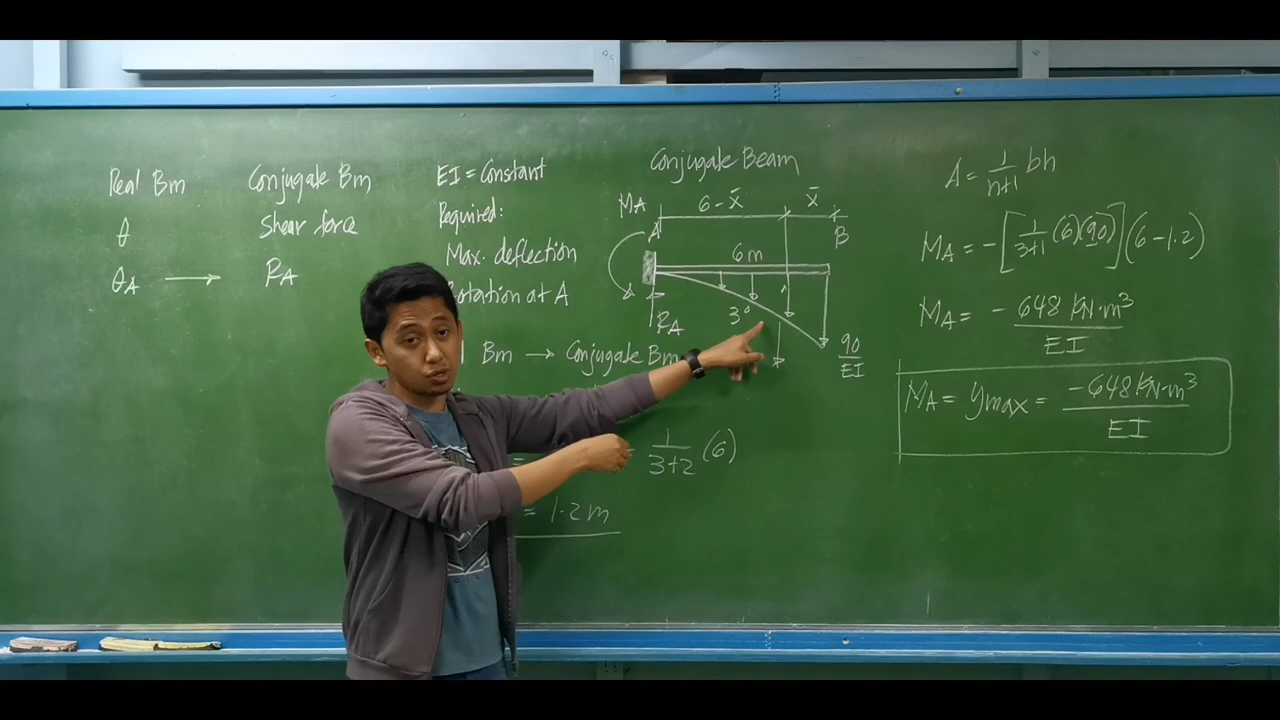 Real Bm
Conjugate Bm
θ
Shear force
θA → RA
EI = Constant
Required:
Max. deflection
Rotation at A
Bm → Conjugate Bm
= 1/(3+2) (6)
= 1.2 m
Conjugate Beam
MA
6 - x̄
x̄
A
B
6m
3°
RA
90/EI
A = 1/(n+1) bh
MA = -[1/(3+1) (6)(90)](6-1.2)
MA = - 648 kN·m³/EI
MA = ymax = -648 kN·m³/EI